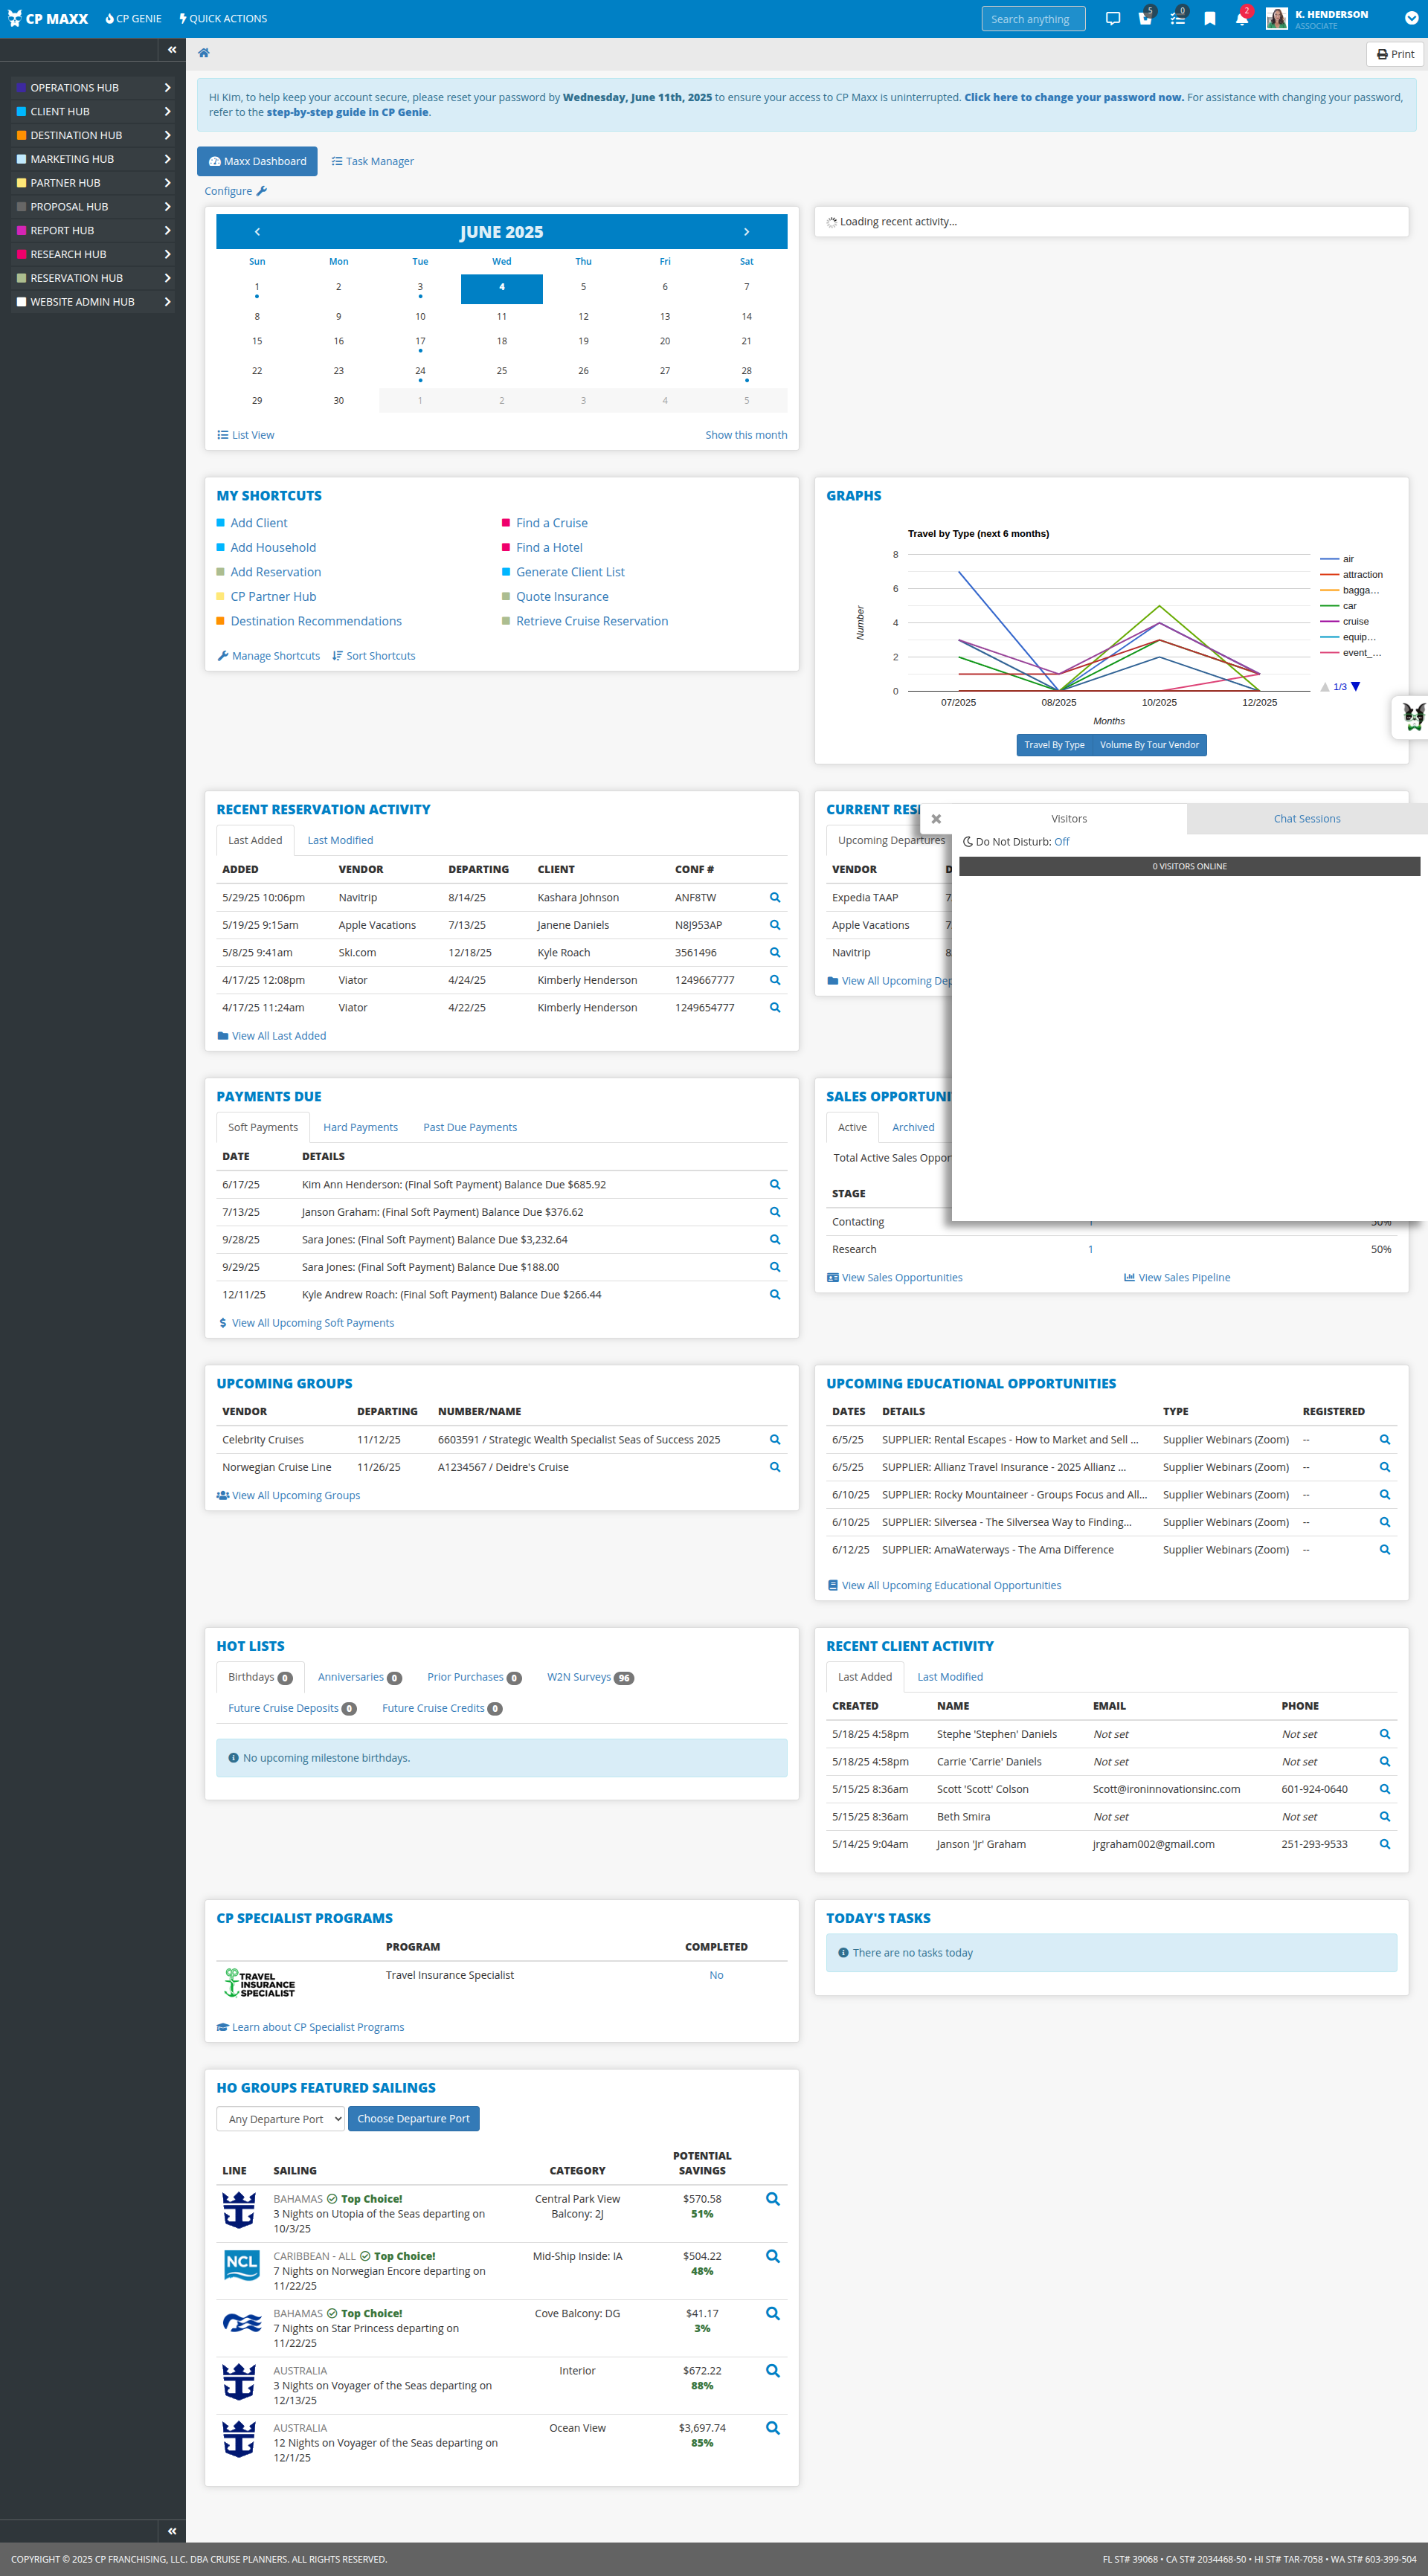 CP MAXX CP GENIE QUICK ACTIONS Search anything 5 0 2 K. HENDERSON
ASSOCIATE
Print
OPERATIONS HUB
CLIENT HUB
DESTINATION HUB
MARKETING HUB
PARTNER HUB
PROPOSAL HUB
REPORT HUB
RESEARCH HUB
RESERVATION HUB
WEBSITE ADMIN HUB
Hi Kim, to help keep your account secure, please reset your password by Wednesday, June 11th, 2025 to ensure your access to CP Maxx is uninterrupted. Click here to change your password now. For assistance with changing your password,
refer to the step-by-step guide in CP Genie.
Maxx Dashboard Task Manager
Configure
JUNE 2025
Sun Mon Tue Wed Thu Fri Sat
1 2 3 4 5 6 7
8 9 10 11 12 13 14
15 16 17 18 19 20 21
22 23 24 25 26 27 28
29 30 1 2 3 4 5
List View Show this month
Loading recent activity...
MY SHORTCUTS
Add Client Find a Cruise
Add Household Find a Hotel
Add Reservation Generate Client List
CP Partner Hub Quote Insurance
Destination Recommendations Retrieve Cruise Reservation
Manage Shortcuts Sort Shortcuts
GRAPHS
Travel by Type (next 6 months)
8
6
4
2
0
Number
07/2025 08/2025 10/2025 12/2025
Months
air
attraction
bagga...
car
cruise
equip...
event_...
1/3
Travel By Type Volume By Tour Vendor
RECENT RESERVATION ACTIVITY
Last Added Last Modified
ADDED VENDOR DEPARTING CLIENT CONF #
5/29/25 10:06pm Navitrip 8/14/25 Kashara Johnson ANF8TW
5/19/25 9:15am Apple Vacations 7/13/25 Janene Daniels N8J953AP
5/8/25 9:41am Ski.com 12/18/25 Kyle Roach 3561496
4/17/25 12:08pm Viator 4/24/25 Kimberly Henderson 1249667777
4/17/25 11:24am Viator 4/22/25 Kimberly Henderson 1249654777
View All Last Added
CURRENT RES
Upcoming Departures
VENDOR D
Expedia TAAP 7
Apple Vacations 7
Navitrip 8
View All Upcoming Dep
Visitors Chat Sessions
Do Not Disturb: Off
0 VISITORS ONLINE
PAYMENTS DUE
Soft Payments Hard Payments Past Due Payments
DATE DETAILS
6/17/25 Kim Ann Henderson: (Final Soft Payment) Balance Due $685.92
7/13/25 Janson Graham: (Final Soft Payment) Balance Due $376.62
9/28/25 Sara Jones: (Final Soft Payment) Balance Due $3,232.64
9/29/25 Sara Jones: (Final Soft Payment) Balance Due $188.00
12/11/25 Kyle Andrew Roach: (Final Soft Payment) Balance Due $266.44
View All Upcoming Soft Payments
SALES OPPORTUNI
Active Archived
Total Active Sales Oppor
STAGE
Contacting 1 50%
Research 1 50%
View Sales Opportunities View Sales Pipeline
UPCOMING GROUPS
VENDOR DEPARTING NUMBER/NAME
Celebrity Cruises 11/12/25 6603591 / Strategic Wealth Specialist Seas of Success 2025
Norwegian Cruise Line 11/26/25 A1234567 / Deidre's Cruise
View All Upcoming Groups
UPCOMING EDUCATIONAL OPPORTUNITIES
DATES DETAILS TYPE REGISTERED
6/5/25 SUPPLIER: Rental Escapes - How to Market and Sell ... Supplier Webinars (Zoom) --
6/5/25 SUPPLIER: Allianz Travel Insurance - 2025 Allianz ... Supplier Webinars (Zoom) --
6/10/25 SUPPLIER: Rocky Mountaineer - Groups Focus and All... Supplier Webinars (Zoom) --
6/10/25 SUPPLIER: Silversea - The Silversea Way to Finding... Supplier Webinars (Zoom) --
6/12/25 SUPPLIER: AmaWaterways - The Ama Difference Supplier Webinars (Zoom) --
View All Upcoming Educational Opportunities
HOT LISTS
Birthdays 0 Anniversaries 0 Prior Purchases 0 W2N Surveys 96
Future Cruise Deposits 0 Future Cruise Credits 0
No upcoming milestone birthdays.
RECENT CLIENT ACTIVITY
Last Added Last Modified
CREATED NAME EMAIL PHONE
5/18/25 4:58pm Stephe 'Stephen' Daniels Not set Not set
5/18/25 4:58pm Carrie 'Carrie' Daniels Not set Not set
5/15/25 8:36am Scott 'Scott' Colson Scott@ironinnovationsinc.com 601-924-0640
5/15/25 8:36am Beth Smira Not set Not set
5/14/25 9:04am Janson 'Jr' Graham jrgraham002@gmail.com 251-293-9533
CP SPECIALIST PROGRAMS
PROGRAM COMPLETED
TRAVEL INSURANCE SPECIALIST Travel Insurance Specialist No
Learn about CP Specialist Programs
TODAY'S TASKS
There are no tasks today
HO GROUPS FEATURED SAILINGS
Any Departure Port Choose Departure Port
LINE SAILING CATEGORY POTENTIAL SAVINGS
BAHAMAS Top Choice! Central Park View $570.58
3 Nights on Utopia of the Seas departing on Balcony: 2J 51%
10/3/25
NCL CARIBBEAN - ALL Top Choice! Mid-Ship Inside: IA $504.22
7 Nights on Norwegian Encore departing on 48%
11/22/25
BAHAMAS Top Choice! Cove Balcony: DG $41.17
7 Nights on Star Princess departing on 3%
11/22/25
AUSTRALIA Interior $672.22
3 Nights on Voyager of the Seas departing on 88%
12/13/25
AUSTRALIA Ocean View $3,697.74
12 Nights on Voyager of the Seas departing on 85%
12/1/25
COPYRIGHT © 2025 CP FRANCHISING, LLC. DBA CRUISE PLANNERS. ALL RIGHTS RESERVED. FL ST# 39068 • CA ST# 2034468-50 • HI ST# TAR-7058 • WA ST# 603-399-504